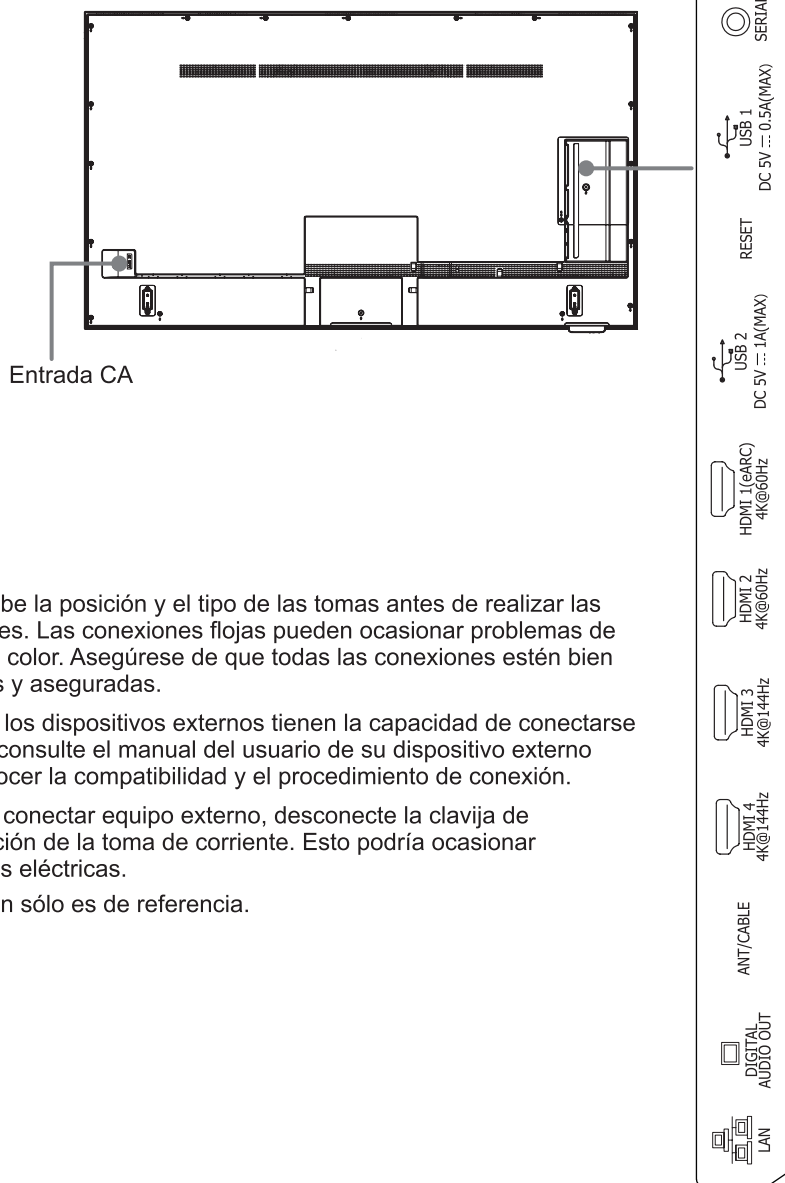 Entrada CA
be la posición y el tipo de las tomas antes de realizar las
es. Las conexiones flojas pueden ocasionar problemas de
color. Asegúrese de que todas las conexiones estén bien
s y aseguradas.
los dispositivos externos tienen la capacidad de conectarse
consulte el manual del usuario de su dispositivo externo
ocer la compatibilidad y el procedimiento de conexión.
conectar equipo externo, desconecte la clavija de
ción de la toma de corriente. Esto podría ocasionar
s eléctricas.
n sólo es de referencia.
SERIAL
USB 1
DC 5V ⎓ 0.5A(MAX)
RESET
USB 2
DC 5V ⎓ 1A(MAX)
HDMI 1(eARC)
4K@60Hz
HDMI 2
4K@60Hz
HDMI 3
4K@144Hz
HDMI 4
4K@144Hz
ANT/CABLE
DIGITAL
AUDIO OUT
LAN